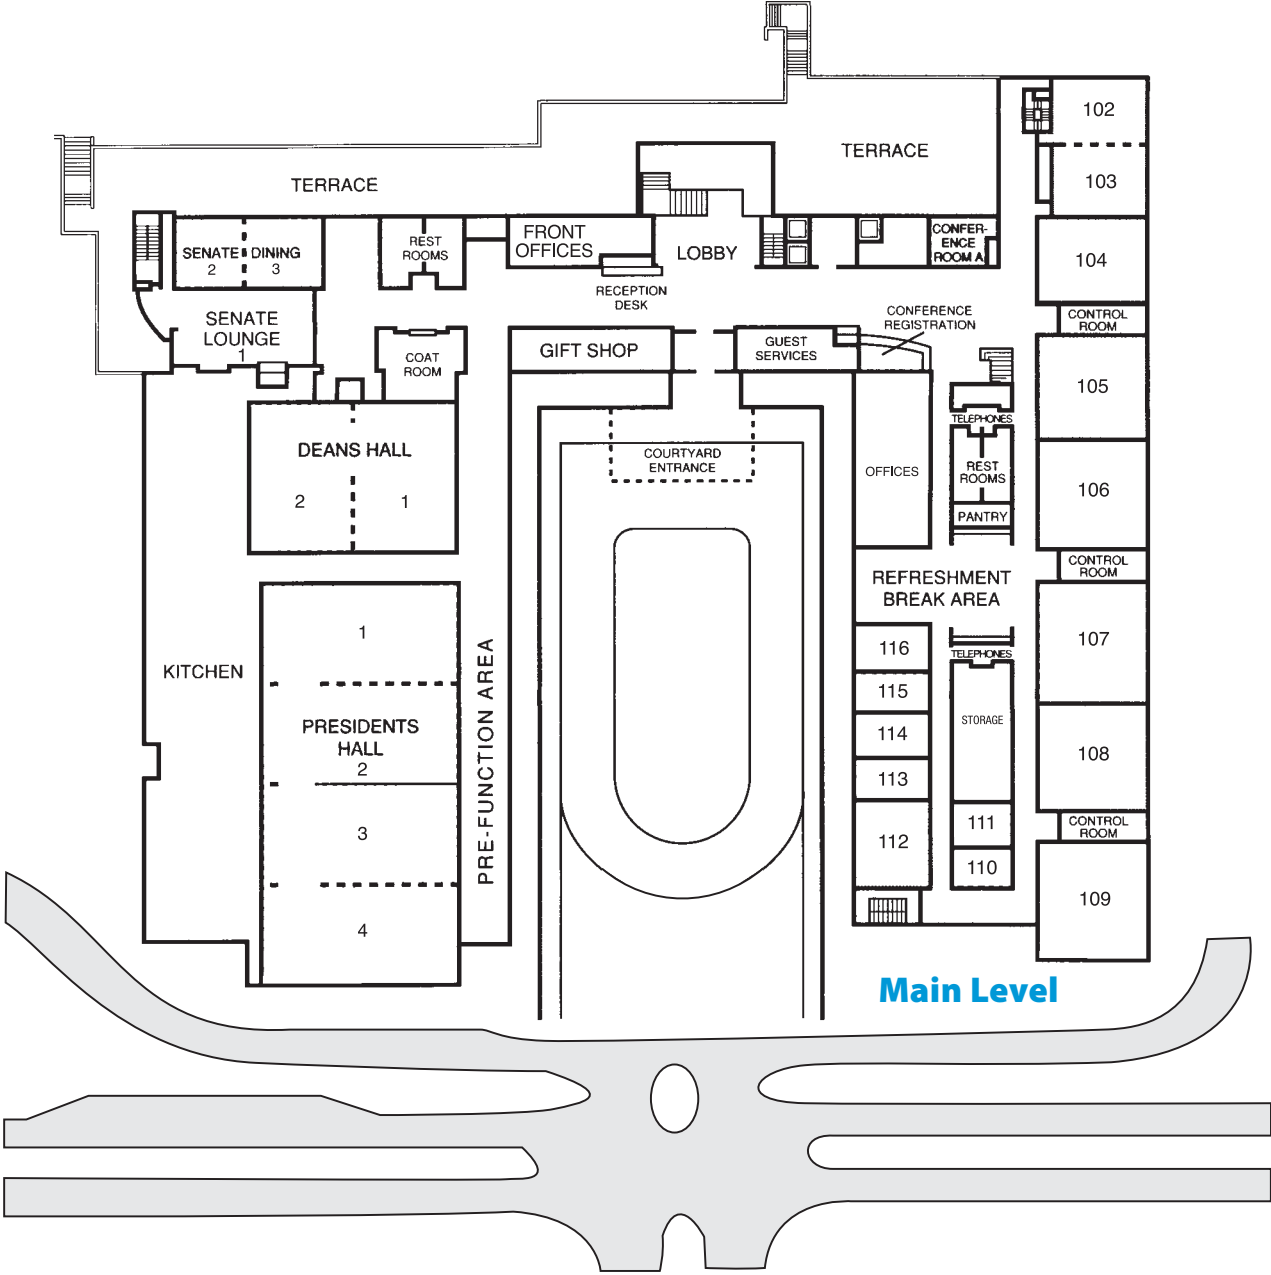 102
TERRACE
103
TERRACE
FRONT
OFFICES
CONFER-
ENCE
ROOM A
REST
ROOMS
SENATE DINING
2 3
LOBBY
104
RECEPTION
DESK
SENATE
LOUNGE
1
CONFERENCE
REGISTRATION
CONTROL
ROOM
GIFT SHOP
GUEST
SERVICES
COAT
ROOM
105
TELEPHONES
DEANS HALL
2 1
COURTYARD
ENTRANCE
OFFICES
REST
ROOMS
106
PANTRY
CONTROL
ROOM
REFRESHMENT
BREAK AREA
1
116
TELEPHONES
107
KITCHEN
PRE-FUNCTION AREA
115
PRESIDENTS
HALL
2
114
STORAGE
108
113
3
111
CONTROL
ROOM
112
110
109
4
Main Level